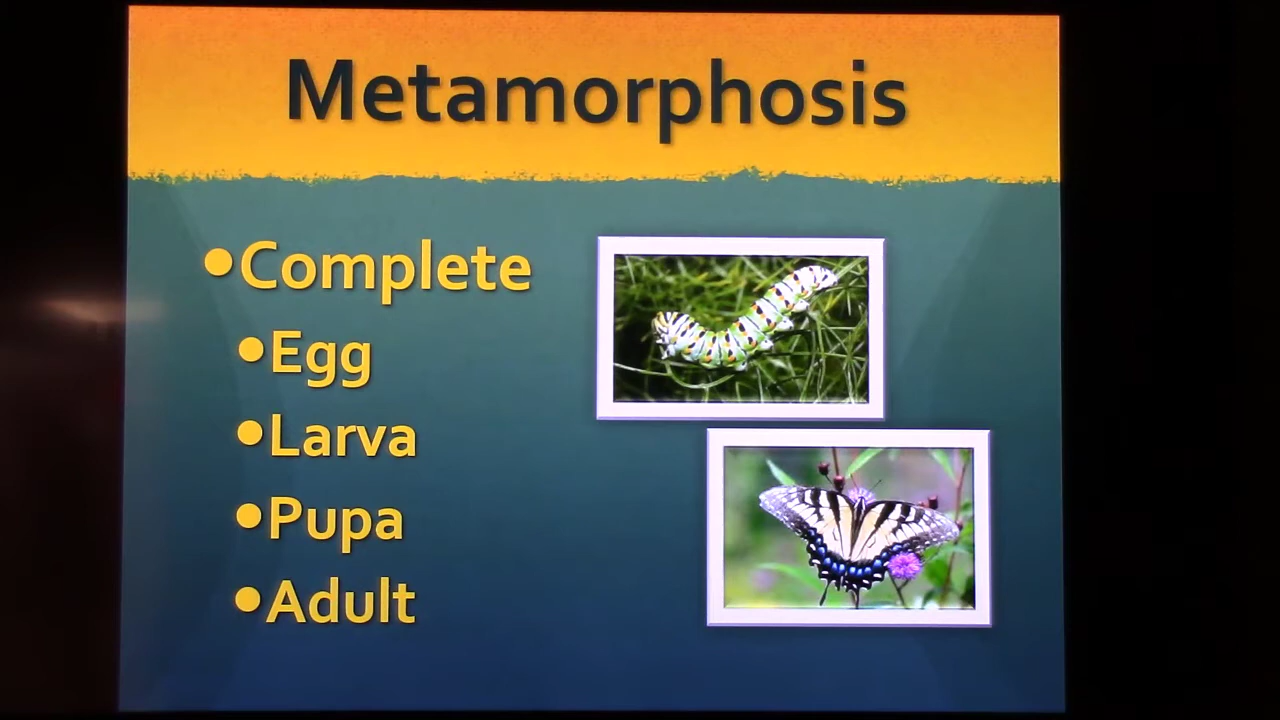 Metamorphosis
•Complete
•Egg
•Larva
•Pupa
•Adult